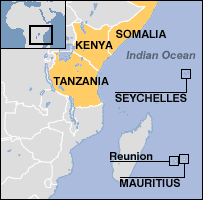 SOMALIA
KENYA
Indian Ocean
TANZANIA
SEYCHELLES
Reunion
MAURITIUS